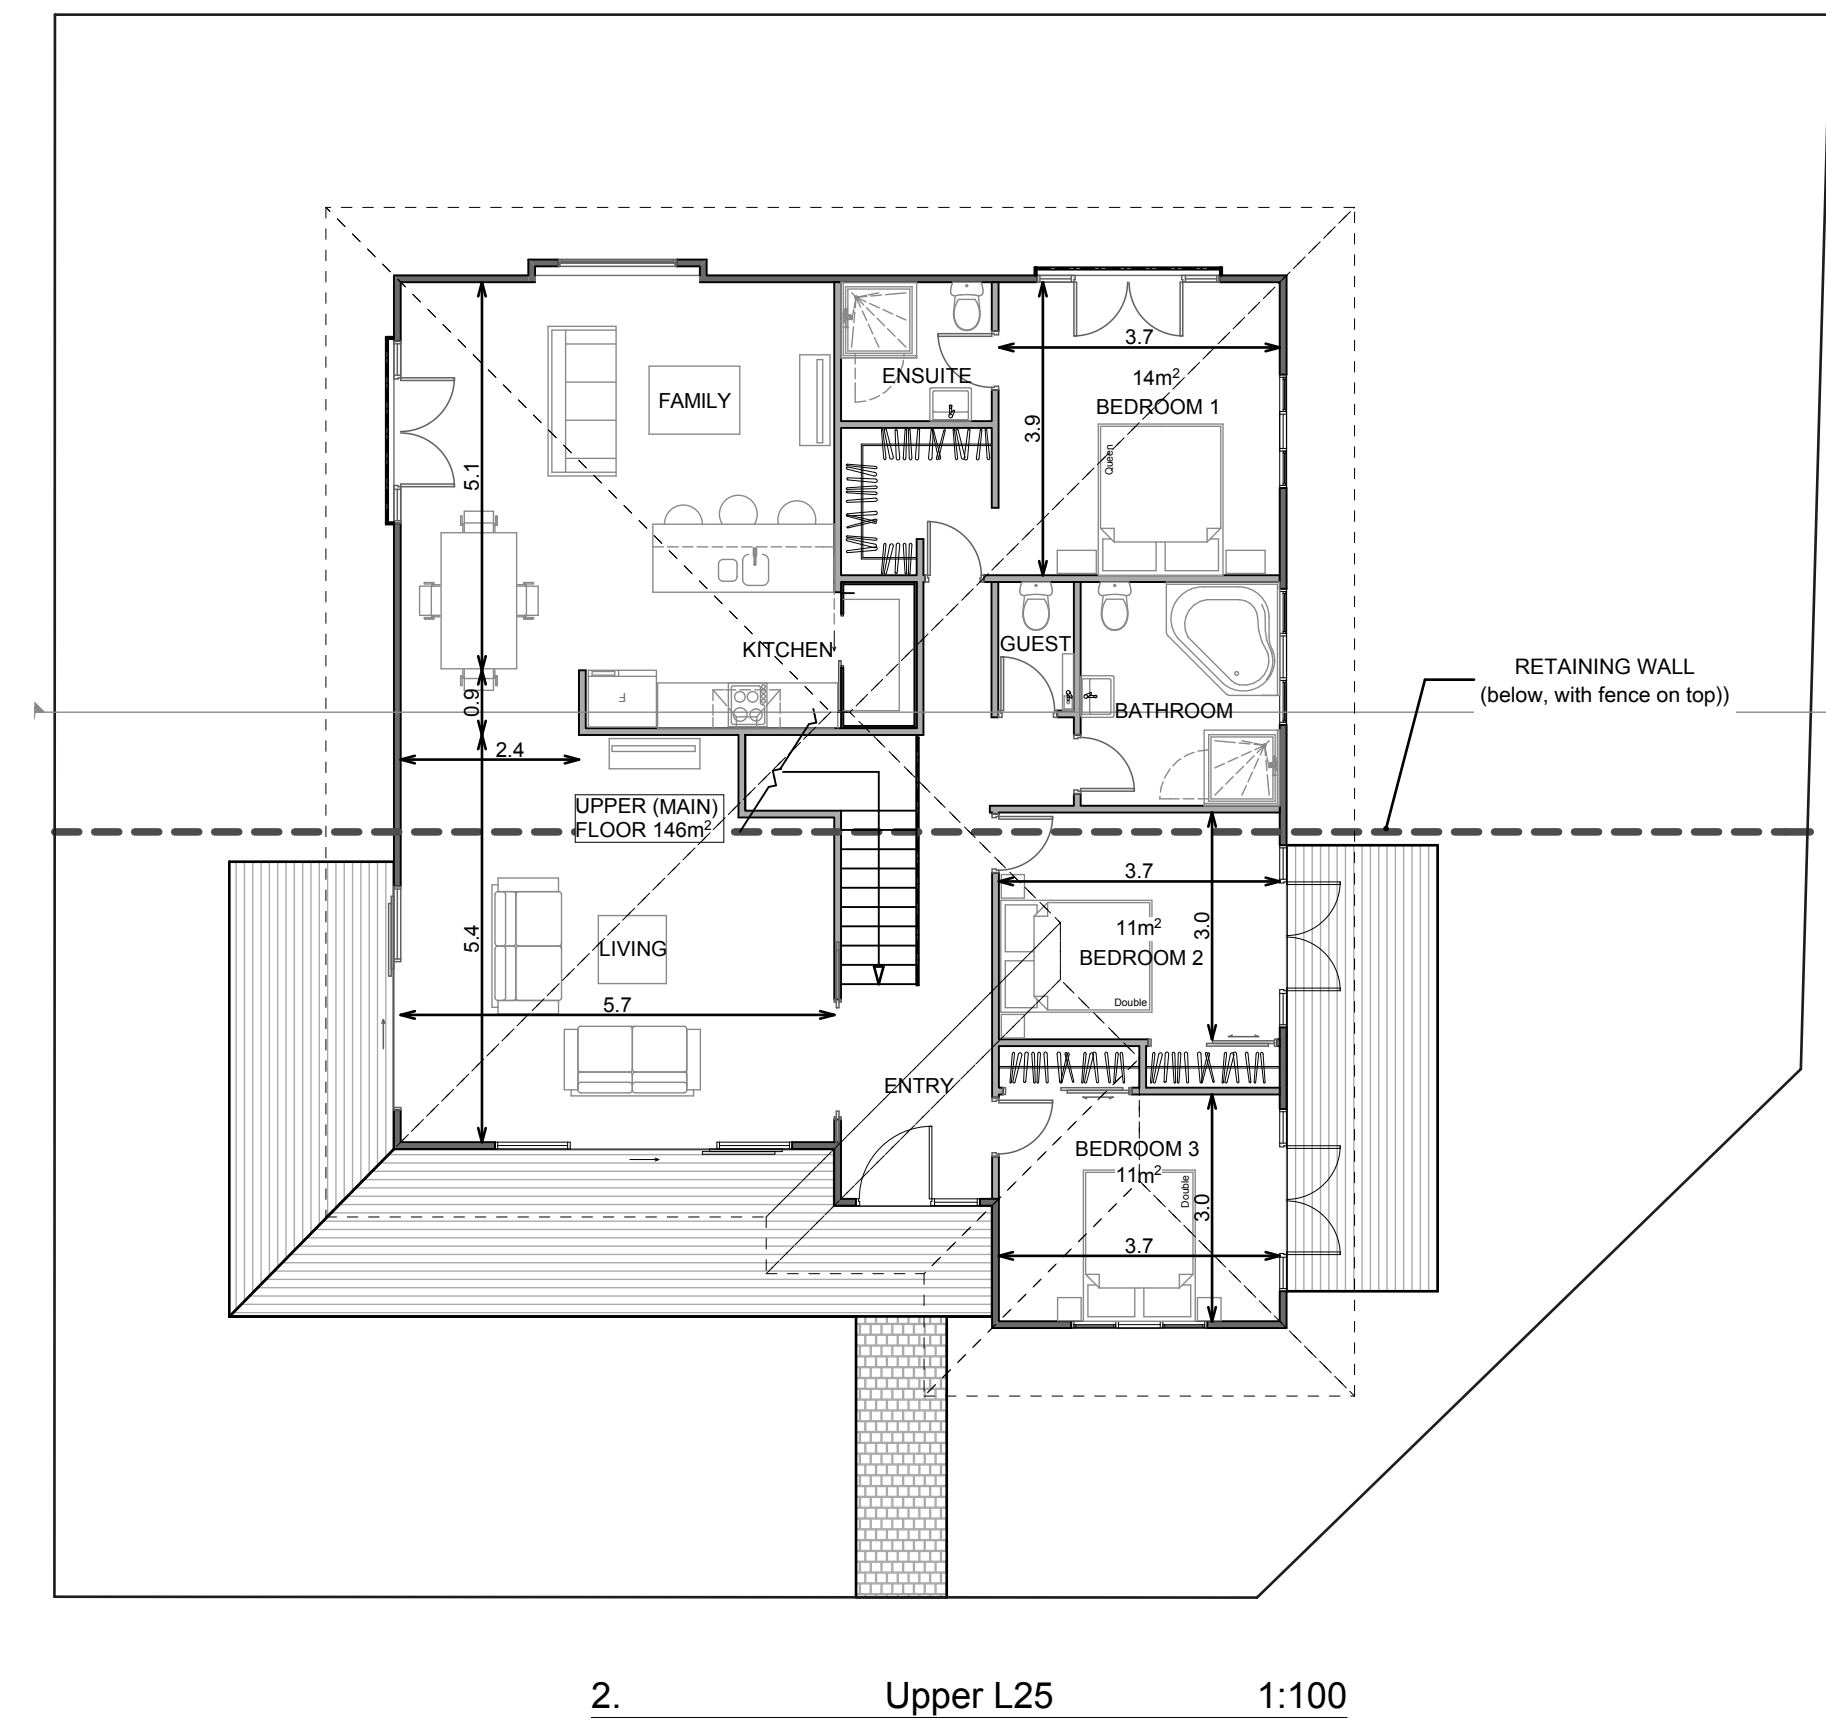 3.7
14m²
BEDROOM 1
ENSUITE
FAMILY
3.9
Queen
5.1
KITCHEN
GUEST
RETAINING WALL
(below, with fence on top))
F
0.9
BATHROOM
2.4
UPPER (MAIN)
FLOOR 146m²
3.7
5.4
LIVING
11m²
3.0
BEDROOM 2
Double
5.7
ENTRY
BEDROOM 3
11m²
Double
3.0
3.7
2. Upper L25 1:100